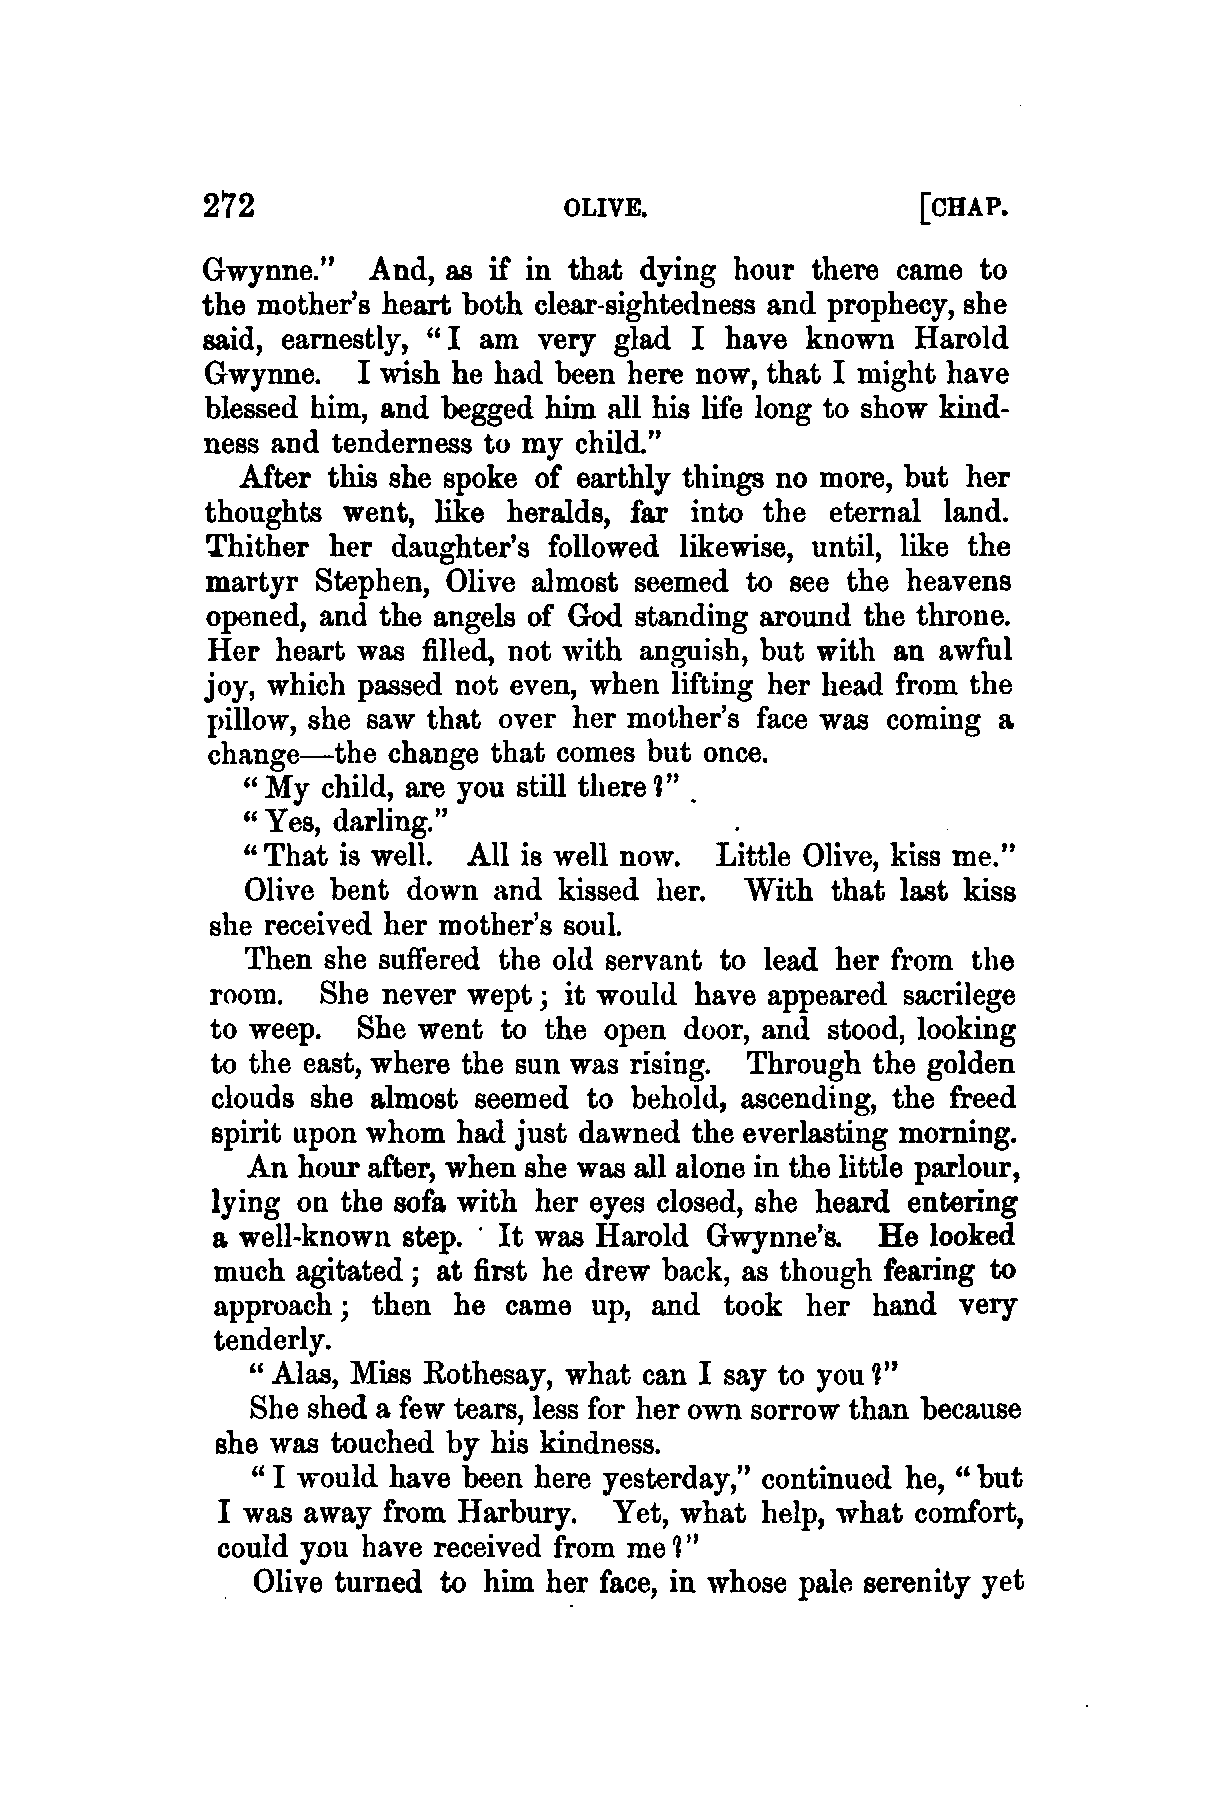 272 OLIVE. [CHAP.
Gwynne." And, as if in that dying hour there came to
the mother's heart both clear-sightedness and prophecy, she
said, earnestly, "I am very glad I have known Harold
Gwynne. I wish he had been here now, that I might have
blessed him, and begged him all his life long to show kind-
ness and tenderness to my child."
After this she spoke of earthly things no more, but her
thoughts went, like heralds, far into the eternal land.
Thither her daughter's followed likewise, until, like the
martyr Stephen, Olive almost seemed to see the heavens
opened, and the angels of God standing around the throne.
Her heart was filled, not with anguish, but with an awful
joy, which passed not even, when lifting her head from the
pillow, she saw that over her mother's face was coming a
change—the change that comes but once.
"My child, are you still there?"
"Yes, darling."
"That is well. All is well now. Little Olive, kiss me."
Olive bent down and kissed her. With that last kiss
she received her mother's soul.
Then she suffered the old servant to lead her from the
room. She never wept; it would have appeared sacrilege
to weep. She went to the open door, and stood, looking
to the east, where the sun was rising. Through the golden
clouds she almost seemed to behold, ascending, the freed
spirit upon whom had just dawned the everlasting morning.
An hour after, when she was all alone in the little parlour,
lying on the sofa with her eyes closed, she heard entering
a well-known step. It was Harold Gwynne's. He looked
much agitated; at first he drew back, as though fearing to
approach; then he came up, and took her hand very
tenderly.
"Alas, Miss Rothesay, what can I say to you?"
She shed a few tears, less for her own sorrow than because
she was touched by his kindness.
"I would have been here yesterday," continued he, "but
I was away from Harbury. Yet, what help, what comfort,
could you have received from me?"
Olive turned to him her face, in whose pale serenity yet